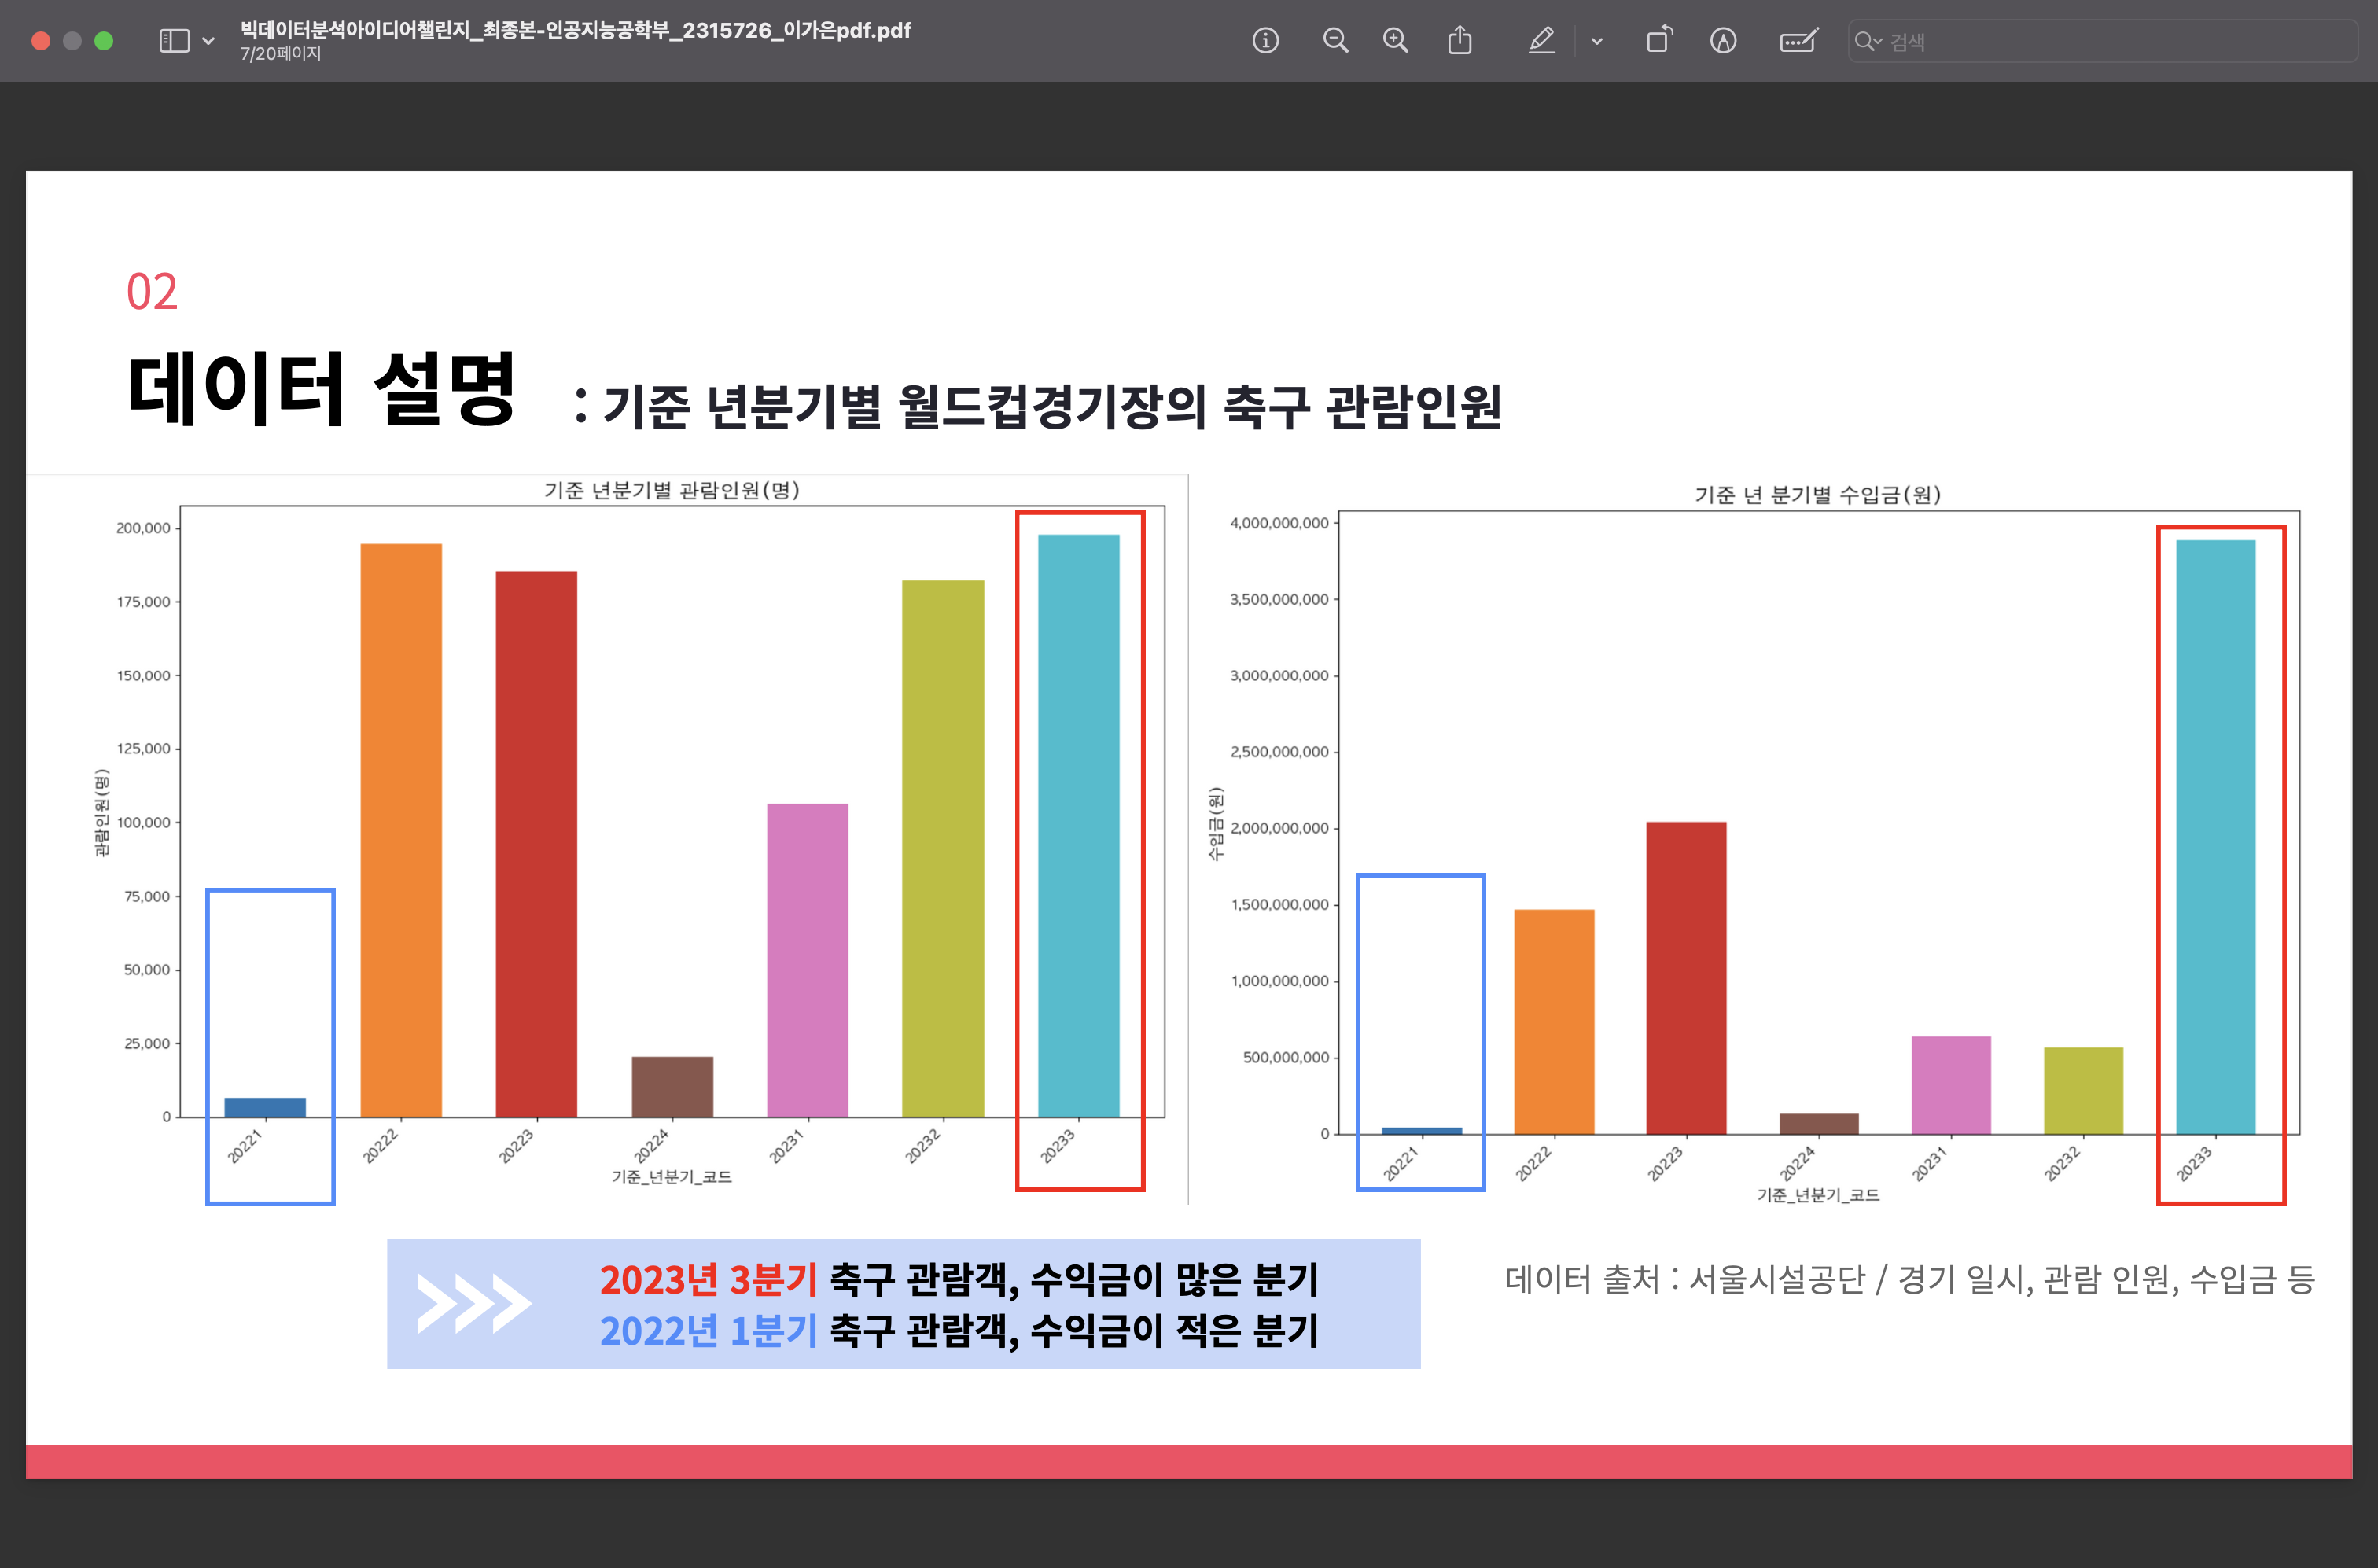 빅데이터분석아이디어챌린지_최종본-인공지능공학부_2315726_이가은pdf.pdf
7/20페이지
검색
02
데이터 설명 : 기준 년분기별 월드컵경기장의 축구 관람인원
기준 년분기별 관람인원(명)
200,000
175,000
150,000
125,000
100,000
75,000
50,000
25,000
0
관람인원(명)
20221
20222
20223
20224
20231
20232
20233
기준_년분기_코드
기준 년 분기별 수입금(원)
4,000,000,000
3,500,000,000
3,000,000,000
2,500,000,000
2,000,000,000
1,500,000,000
1,000,000,000
500,000,000
0
수입금(원)
20221
20222
20223
20224
20231
20232
20233
기준_년분기_코드
2023년 3분기 축구 관람객, 수익금이 많은 분기
2022년 1분기 축구 관람객, 수익금이 적은 분기
데이터 출처 : 서울시설공단 / 경기 일시, 관람 인원, 수입금 등